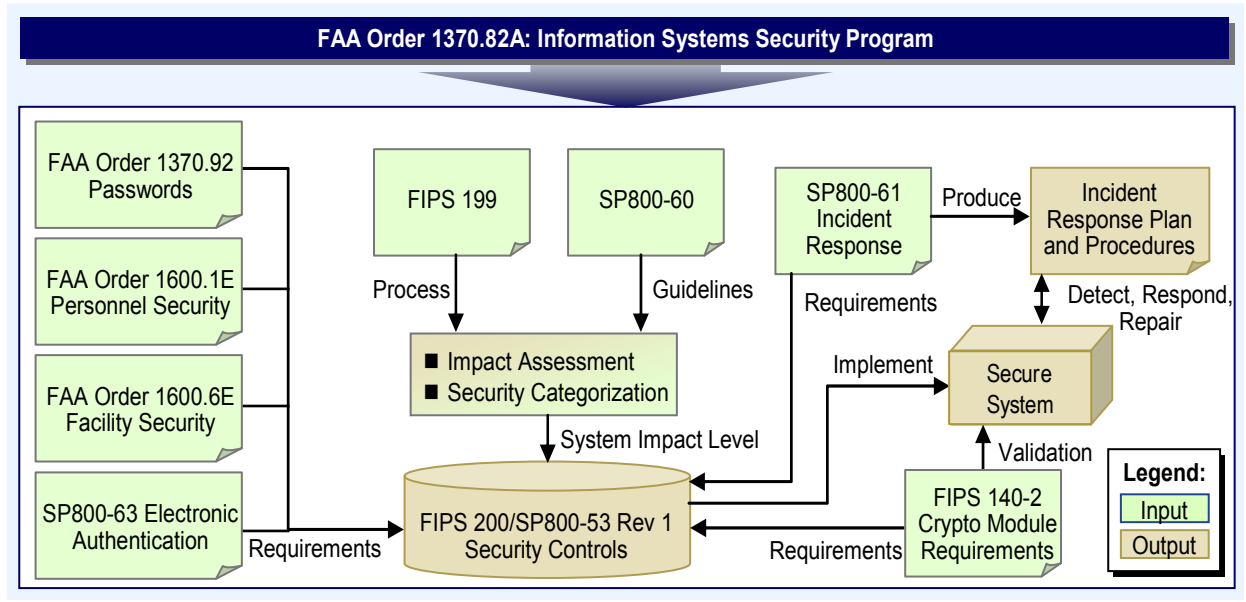 FAA Order 1370.82A: Information Systems Security Program
FAA Order 1370.92
Passwords
FAA Order 1600.1E
Personnel Security
FAA Order 1600.6E
Facility Security
SP800-63 Electronic
Authentication
Requirements
FIPS 199
SP800-60
Process
Guidelines
■ Impact Assessment
■ Security Categorization
System Impact Level
FIPS 200/SP800-53 Rev 1
Security Controls
SP800-61
Incident
Response
Produce
Incident
Response Plan
and Procedures
Requirements
Detect, Respond,
Repair
Implement
Secure
System
Validation
FIPS 140-2
Crypto Module
Requirements
Requirements
Legend:
Input
Output